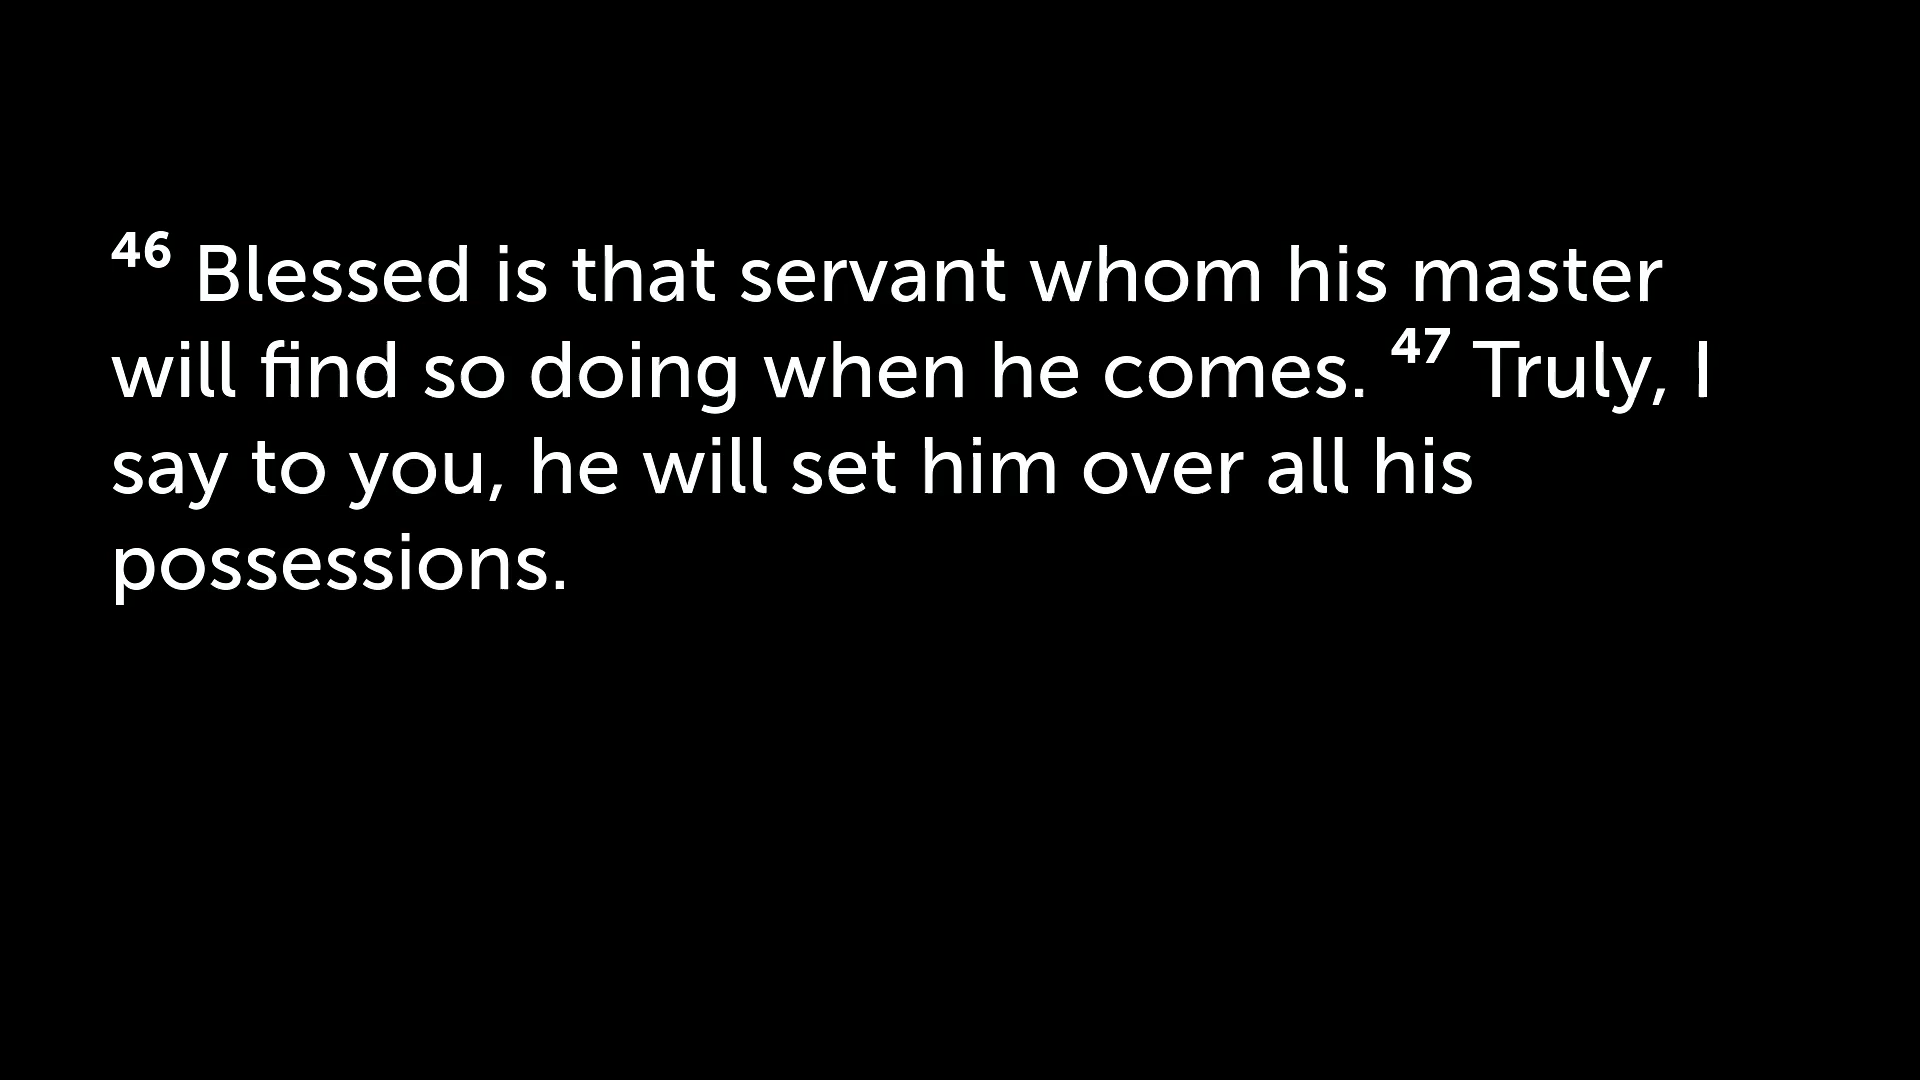 46 Blessed is that servant whom his master
will find so doing when he comes. 47 Truly, I
say to you, he will set him over all his
possessions.